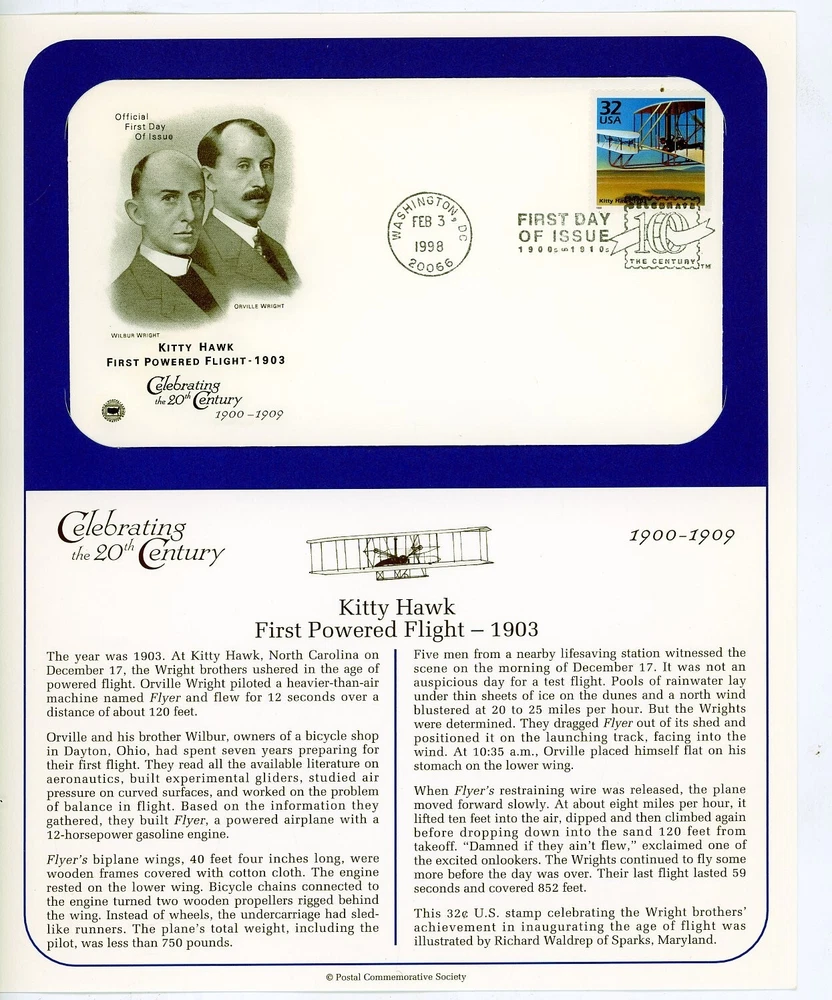 Official
First Day
Of Issue
32
USA
Kitty Hawk
CELEBRATE
WASHINGTON, DC
FEB 3
1998
20066
FIRST DAY
OF ISSUE
1900s ∞ 1910s
100
THE CENTURY
TM
ORVILLE WRIGHT
WILBUR WRIGHT
KITTY HAWK
FIRST POWERED FLIGHT-1903
Celebrating
the 20th Century
1900-1909
Celebrating
the 20th Century
1900-1909
Kitty Hawk
First Powered Flight – 1903
The year was 1903. At Kitty Hawk, North Carolina on
December 17, the Wright brothers ushered in the age of
powered flight. Orville Wright piloted a heavier-than-air
machine named Flyer and flew for 12 seconds over a
distance of about 120 feet.
Orville and his brother Wilbur, owners of a bicycle shop
in Dayton, Ohio, had spent seven years preparing for
their first flight. They read all the available literature on
aeronautics, built experimental gliders, studied air
pressure on curved surfaces, and worked on the problem
of balance in flight. Based on the information they
gathered, they built Flyer, a powered airplane with a
12-horsepower gasoline engine.
Flyer's biplane wings, 40 feet four inches long, were
wooden frames covered with cotton cloth. The engine
rested on the lower wing. Bicycle chains connected to
the engine turned two wooden propellers rigged behind
the wing. Instead of wheels, the undercarriage had sled-
like runners. The plane's total weight, including the
pilot, was less than 750 pounds.
Five men from a nearby lifesaving station witnessed the
scene on the morning of December 17. It was not an
auspicious day for a test flight. Pools of rainwater lay
under thin sheets of ice on the dunes and a north wind
blustered at 20 to 25 miles per hour. But the Wrights
were determined. They dragged Flyer out of its shed and
positioned it on the launching track, facing into the
wind. At 10:35 a.m., Orville placed himself flat on his
stomach on the lower wing.
When Flyer's restraining wire was released, the plane
moved forward slowly. At about eight miles per hour, it
lifted ten feet into the air, dipped and then climbed again
before dropping down into the sand 120 feet from
takeoff. “Damned if they ain't flew,” exclaimed one of
the excited onlookers. The Wrights continued to fly some
more before the day was over. Their last flight lasted 59
seconds and covered 852 feet.
This 32¢ U.S. stamp celebrating the Wright brothers'
achievement in inaugurating the age of flight was
illustrated by Richard Waldrep of Sparks, Maryland.
© Postal Commemorative Society